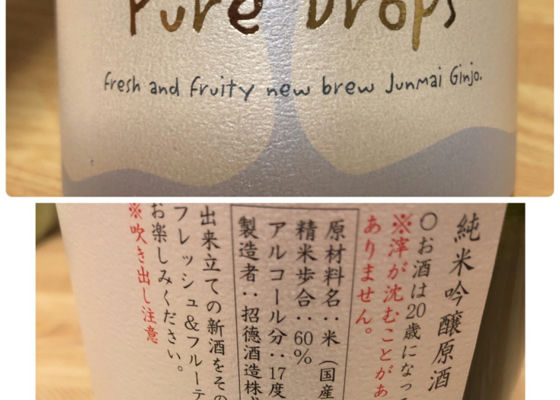 Pure Drops
fresh and fruity new brew Junmai Ginjo.
純米吟醸原酒
〇お酒は20歳になっ
※滓が沈むことがあ
ありません。
原材料名:米(国産
精米歩合:60%
アルコール分:17度
製造者:招德酒造株
出来立ての新酒をその
フレッシュ&フルーテ
お楽しみください。
※吹き出し注意